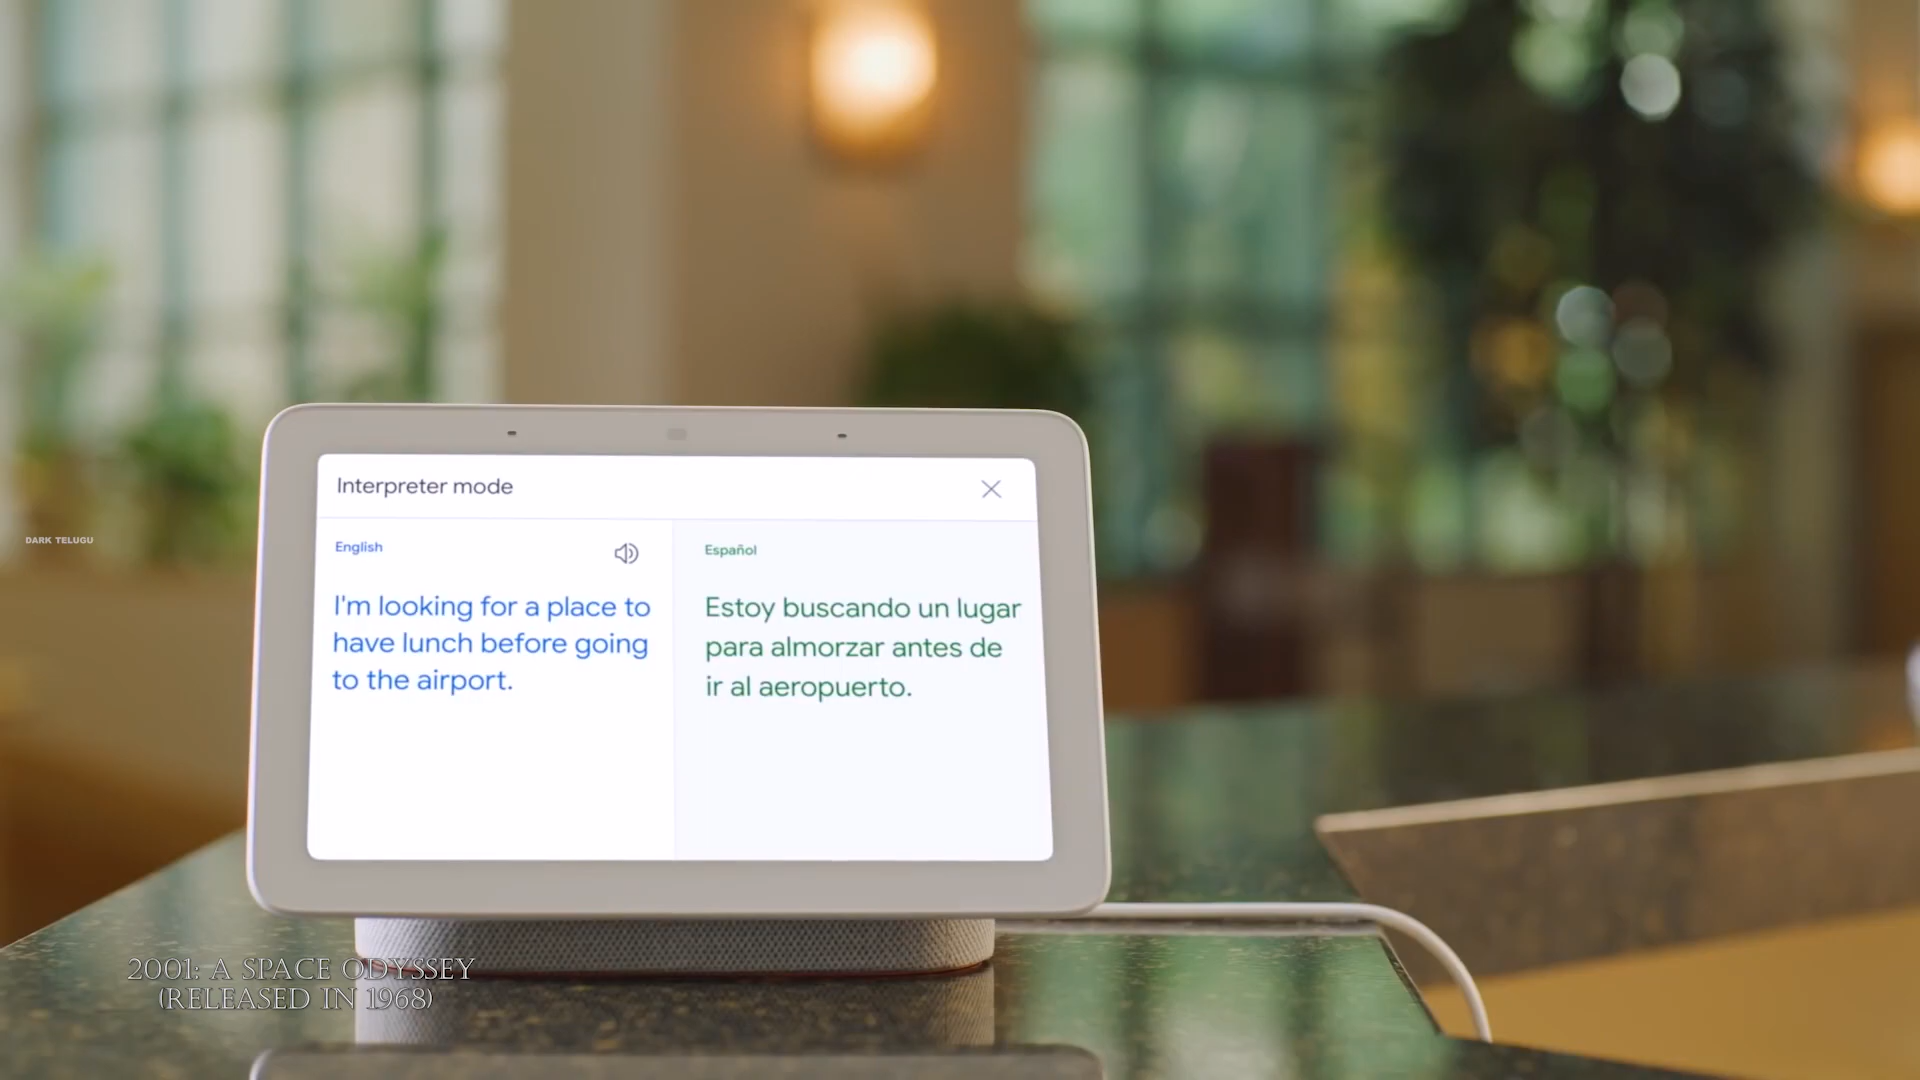 Interpreter mode
English
I'm looking for a place to
have lunch before going
to the airport.
Español
Estoy buscando un lugar
para almorzar antes de
ir al aeropuerto.
DARK TELUGU
2001: A SPACE ODYSSEY
(RELEASED IN 1968)